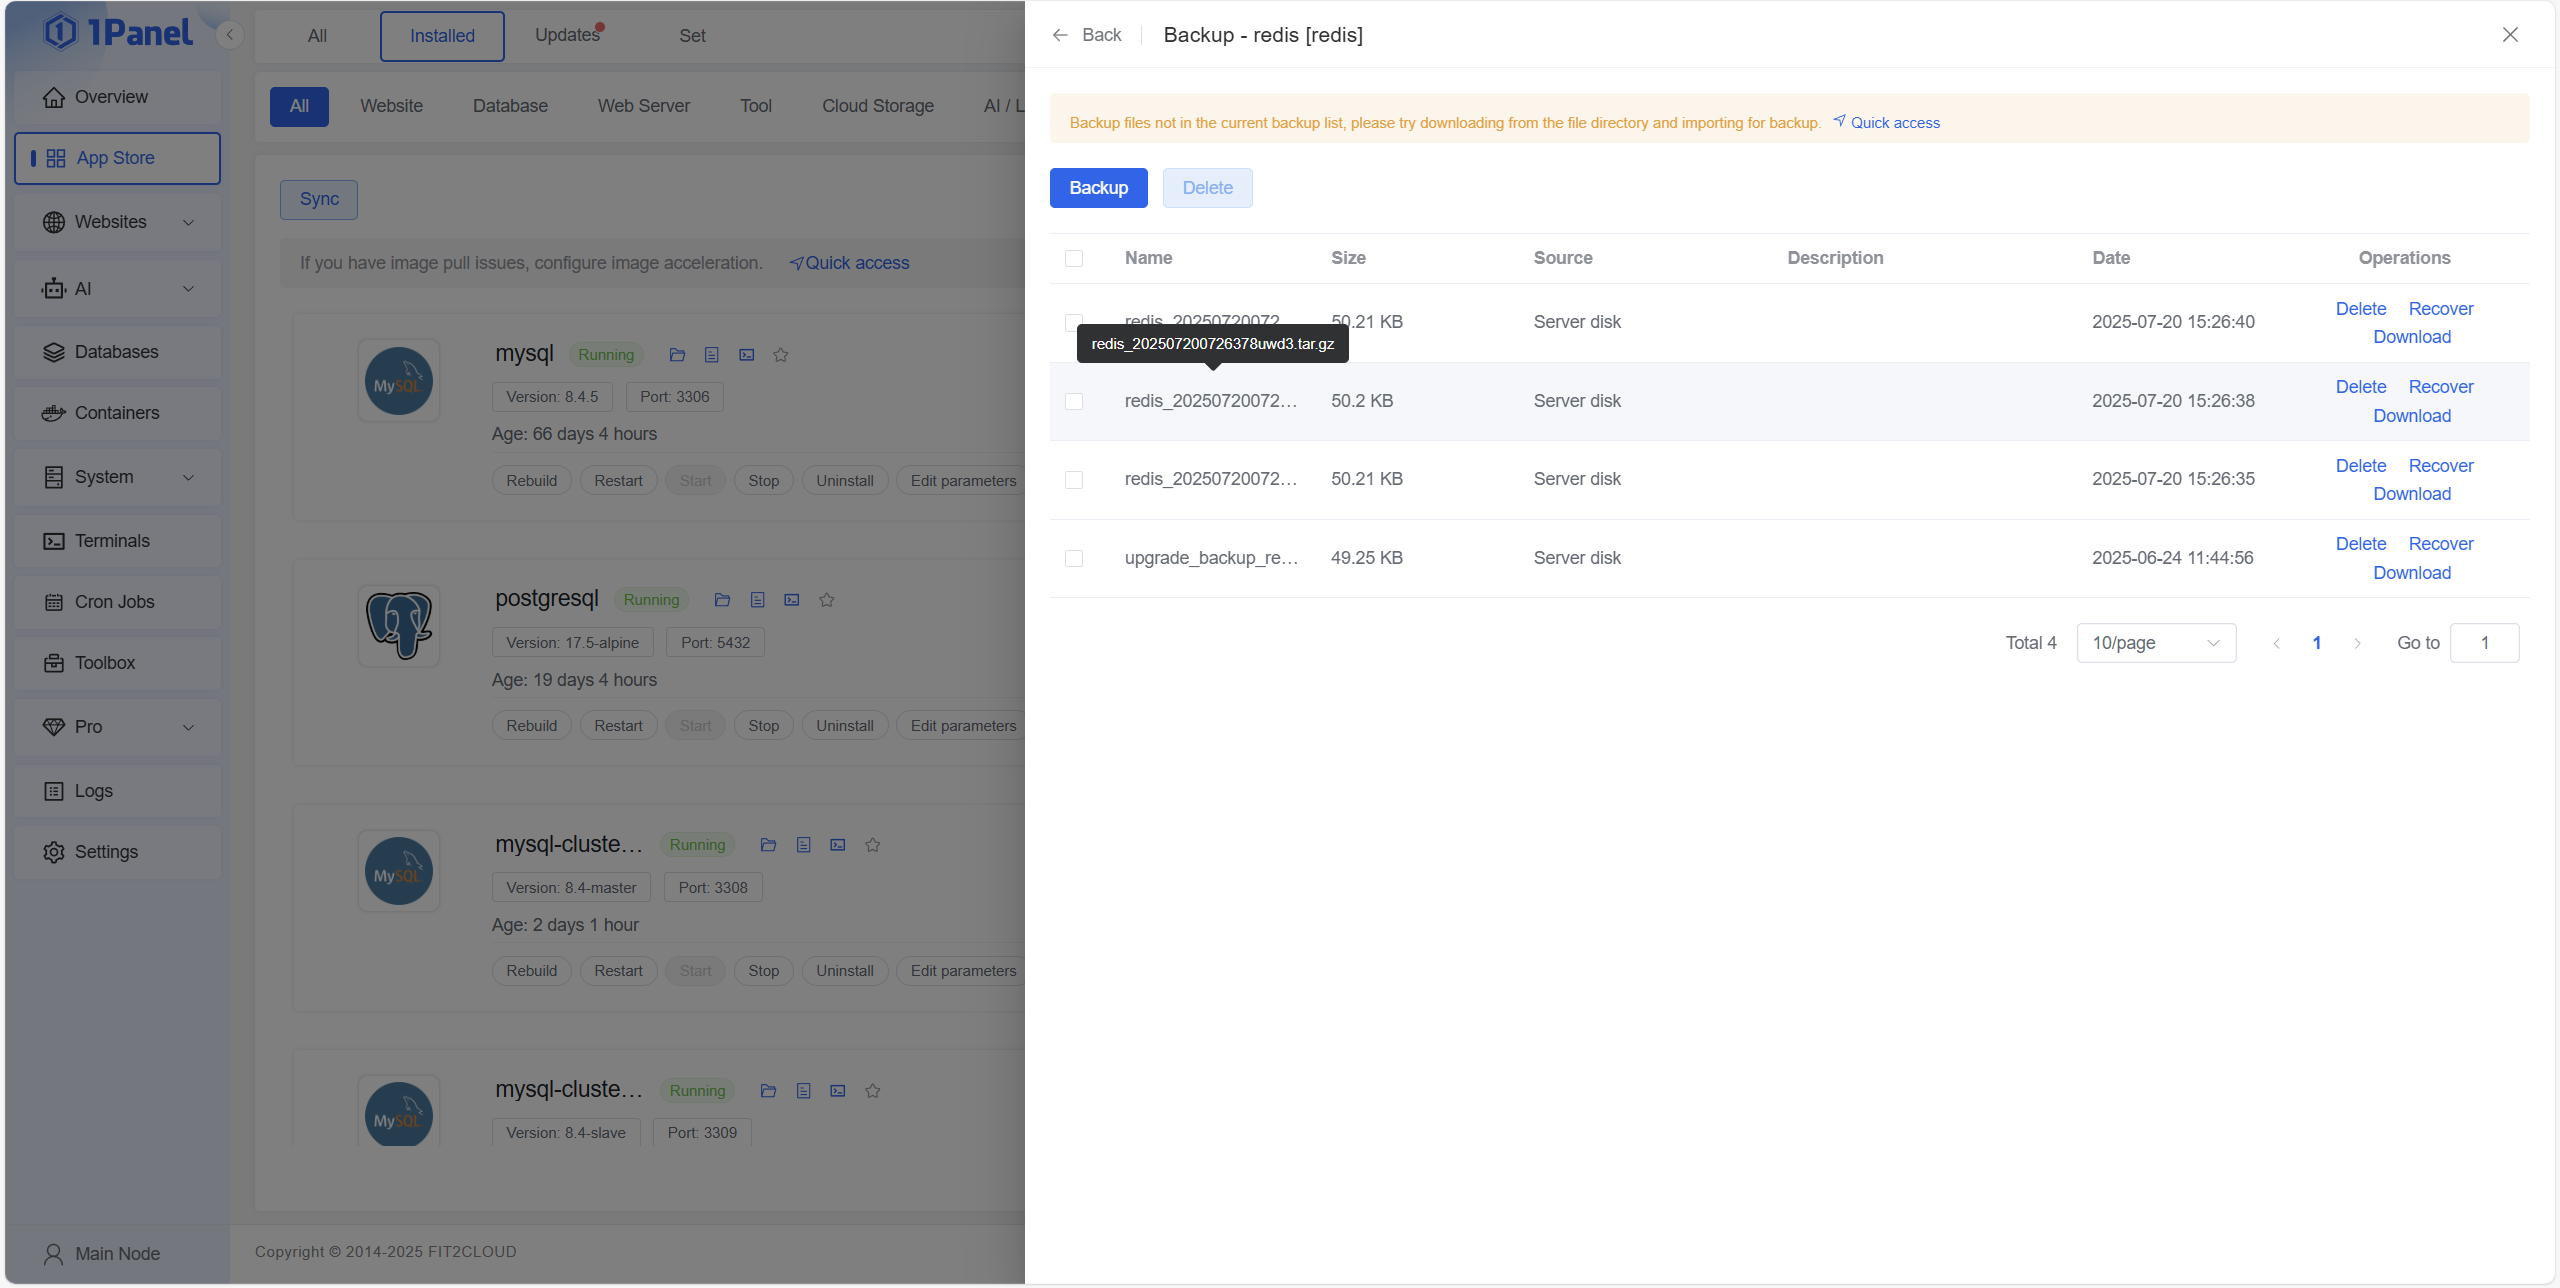 1Panel
Overview
App Store
Websites
AI
Databases
Containers
System
Terminals
Cron Jobs
Toolbox
Pro
Logs
Settings
Main Node
All Installed Updates Set
All Website Database Web Server Tool Cloud Storage AI / L
Sync
If you have image pull issues, configure image acceleration. Quick access
MySQL
mysql Running
Version: 8.4.5 Port: 3306
Age: 66 days 4 hours
Rebuild Restart Start Stop Uninstall Edit parameters
postgresql Running
Version: 17.5-alpine Port: 5432
Age: 19 days 4 hours
Rebuild Restart Start Stop Uninstall Edit parameters
MySQL
mysql-cluste... Running
Version: 8.4-master Port: 3308
Age: 2 days 1 hour
Rebuild Restart Start Stop Uninstall Edit parameters
MySQL
mysql-cluste... Running
Version: 8.4-slave Port: 3309
Copyright © 2014-2025 FIT2CLOUD
Back Backup - redis [redis]
Backup files not in the current backup list, please try downloading from the file directory and importing for backup. Quick access
Backup Delete
Name Size Source Description Date Operations
redis_20250720072 50.21 KB Server disk 2025-07-20 15:26:40 Delete Recover
Download
redis_202507200726378uwd3.tar.gz
redis_20250720072... 50.2 KB Server disk 2025-07-20 15:26:38 Delete Recover
Download
redis_20250720072... 50.21 KB Server disk 2025-07-20 15:26:35 Delete Recover
Download
upgrade_backup_re... 49.25 KB Server disk 2025-06-24 11:44:56 Delete Recover
Download
Total 4 10/page 1 Go to 1